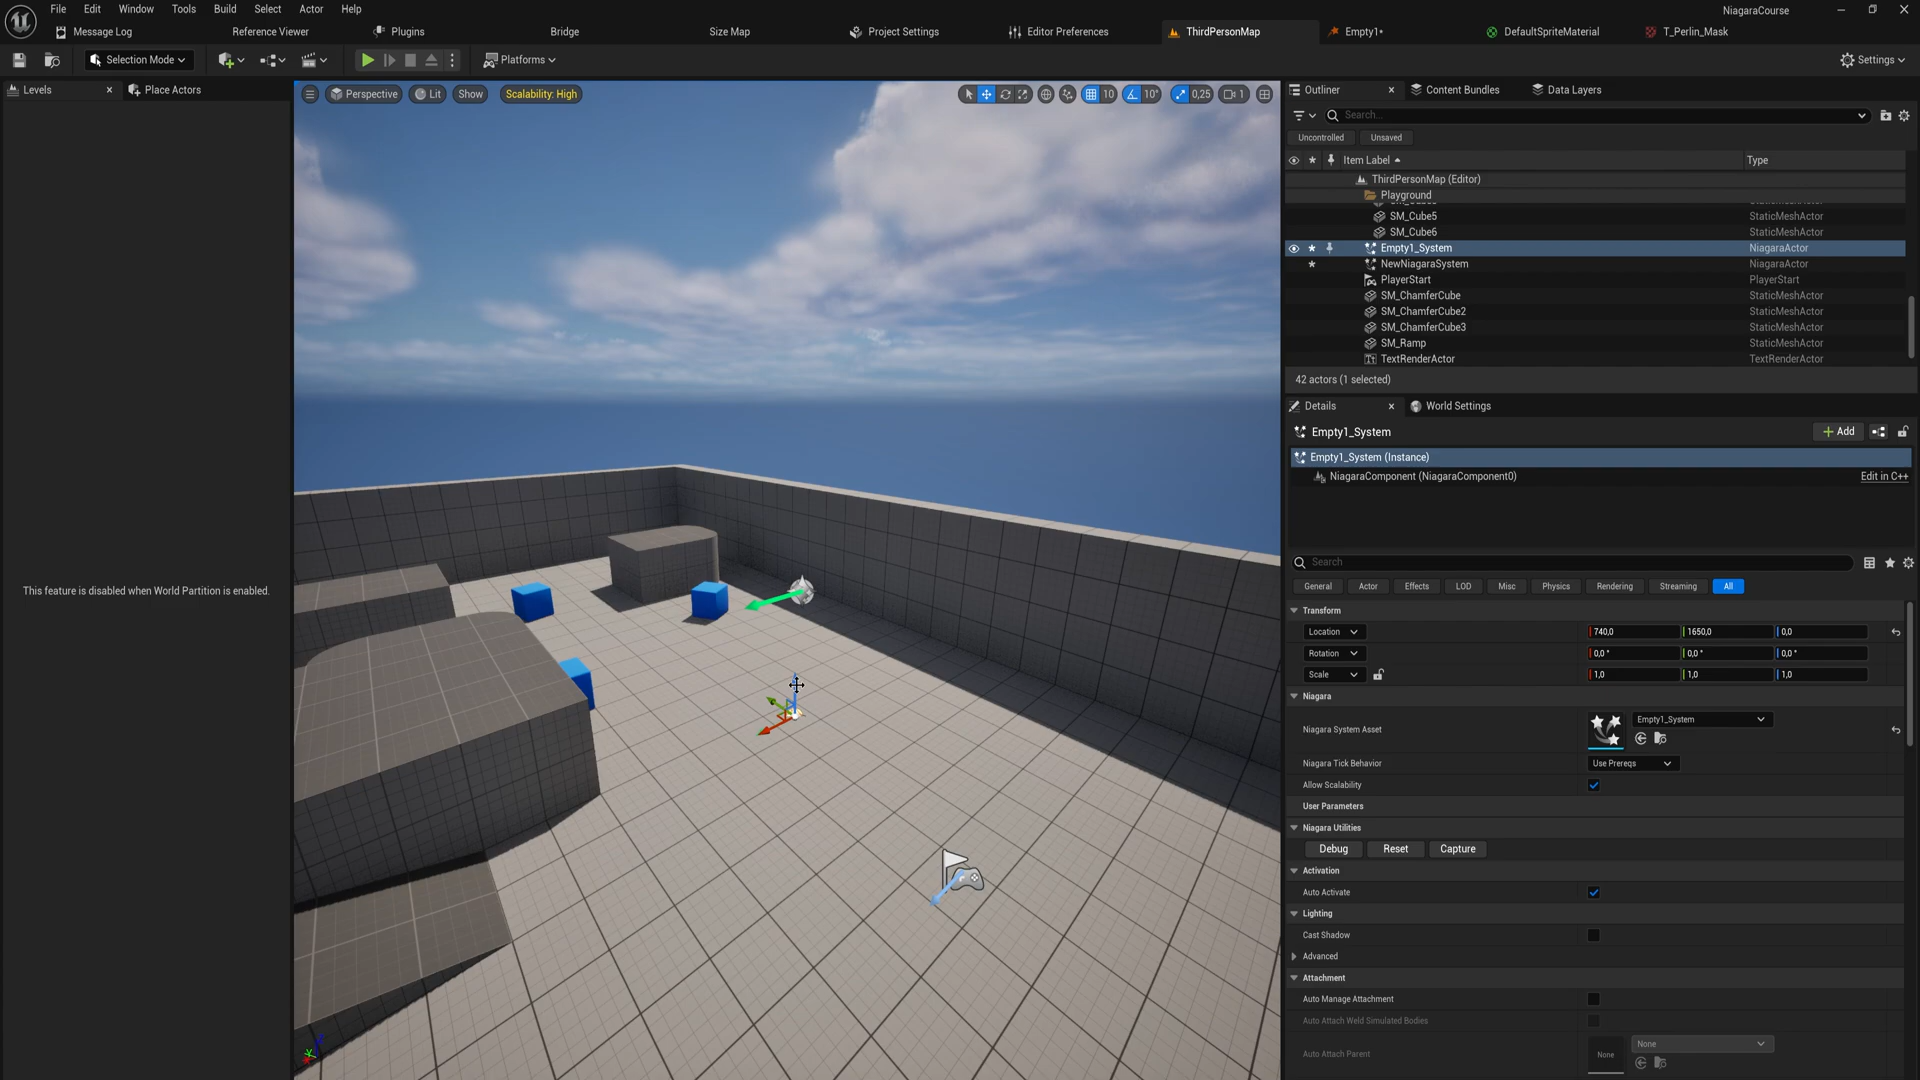 File Edit Window Tools Build Select Actor Help
NiagaraCourse
Message Log Reference Viewer Plugins Bridge Size Map Project Settings Editor Preferences ThirdPersonMap Empty1* DefaultSpriteMaterial T_Perlin_Mask
Selection Mode Platforms Settings
Levels Place Actors
This feature is disabled when World Partition is enabled.
Perspective Lit Show Scalability: High 10 10° 0,25 1
Outliner Content Bundles Data Layers
Search...
Uncontrolled Unsaved
Item Label Type
ThirdPersonMap (Editor)
Playground
SM_Cube5 StaticMeshActor
SM_Cube6 StaticMeshActor
Empty1_System NiagaraActor
NewNiagaraSystem NiagaraActor
PlayerStart PlayerStart
SM_ChamferCube StaticMeshActor
SM_ChamferCube2 StaticMeshActor
SM_ChamferCube3 StaticMeshActor
SM_Ramp StaticMeshActor
TextRenderActor TextRenderActor
42 actors (1 selected)
Details World Settings
Empty1_System Add
Empty1_System (Instance)
NiagaraComponent (NiagaraComponent0) Edit in C++
Search
General Actor Effects LOD Misc Physics Rendering Streaming All
Transform
Location 740,0 1650,0 0,0
Rotation 0,0° 0,0° 0,0°
Scale 1,0 1,0 1,0
Niagara
Niagara System Asset Empty1_System
Niagara Tick Behavior Use Prereqs
Allow Scalability
User Parameters
Niagara Utilities
Debug Reset Capture
Activation
Auto Activate
Lighting
Cast Shadow
Advanced
Attachment
Auto Manage Attachment
Auto Attach Weld Simulated Bodies
Auto Attach Parent None None